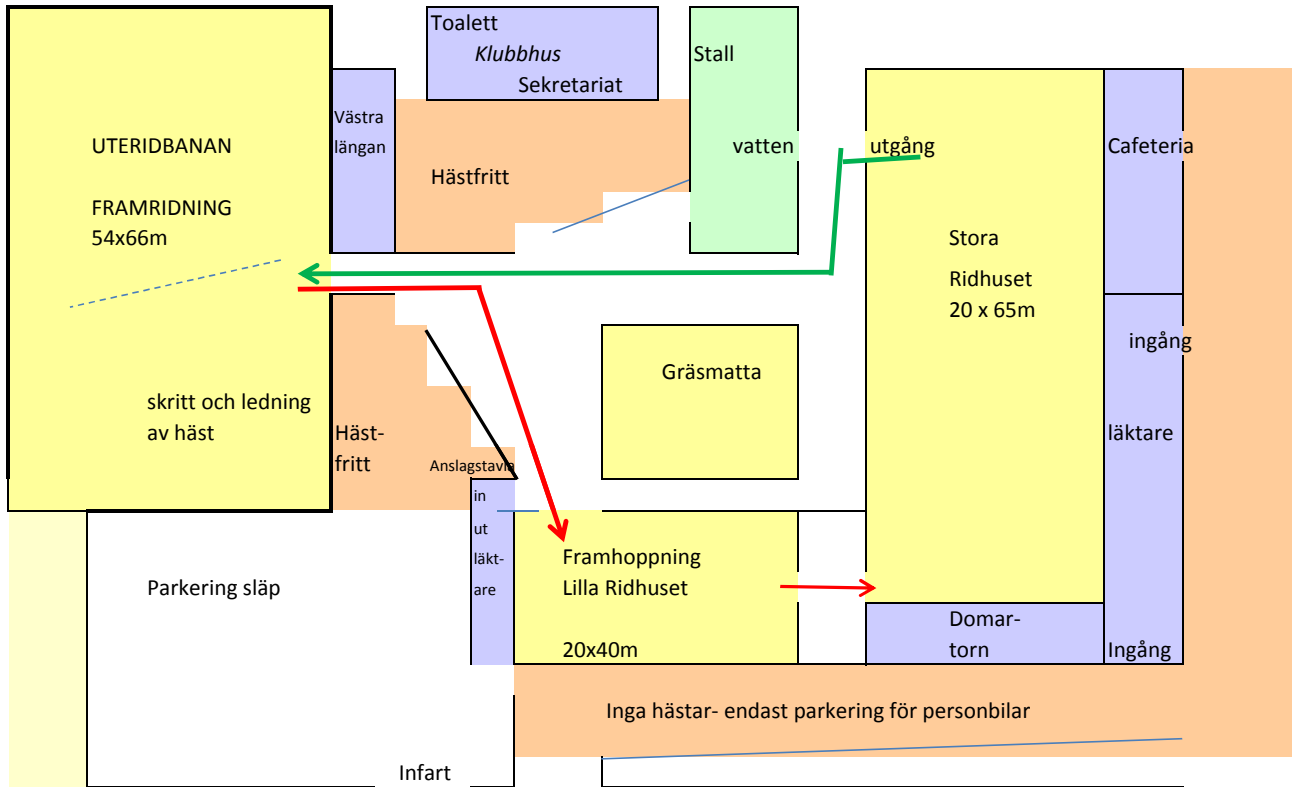 Toalett
Klubbhus
Sekretariat
Stall
Västra
längan
UTERIDBANAN
vatten
utgång
Cafeteria
Hästfritt
FRAMRIDNING
54x66m
Stora
Ridhuset
20 x 65m
ingång
Gräsmatta
skritt och ledning
av häst
Häst-
fritt
läktare
Anslagstavla
in
ut
läkt-
are
Framhoppning
Lilla Ridhuset
20x40m
Parkering släp
Domar-
torn
Ingång
Inga hästar- endast parkering för personbilar
Infart